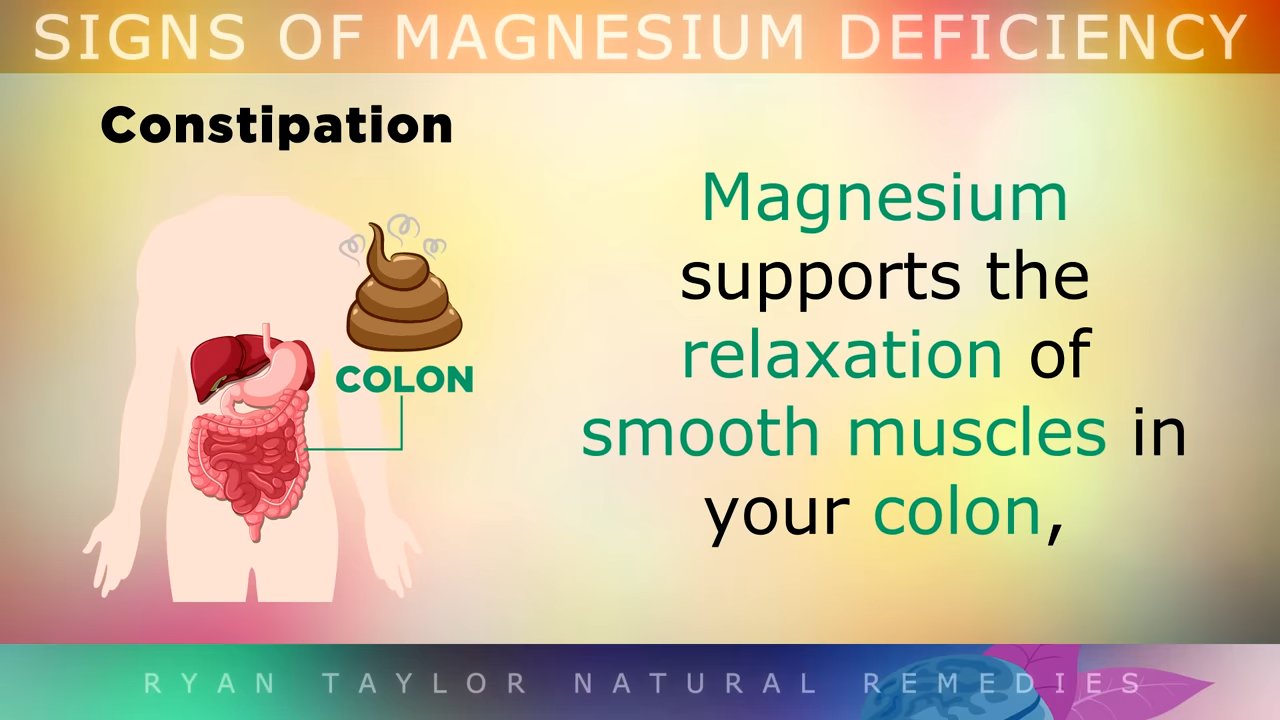 SIGNS OF MAGNESIUM DEFICIENCY
Constipation
COLON
Magnesium
supports the
relaxation of
smooth muscles in
your colon,
RYAN TAYLOR NATURAL REMEDIES